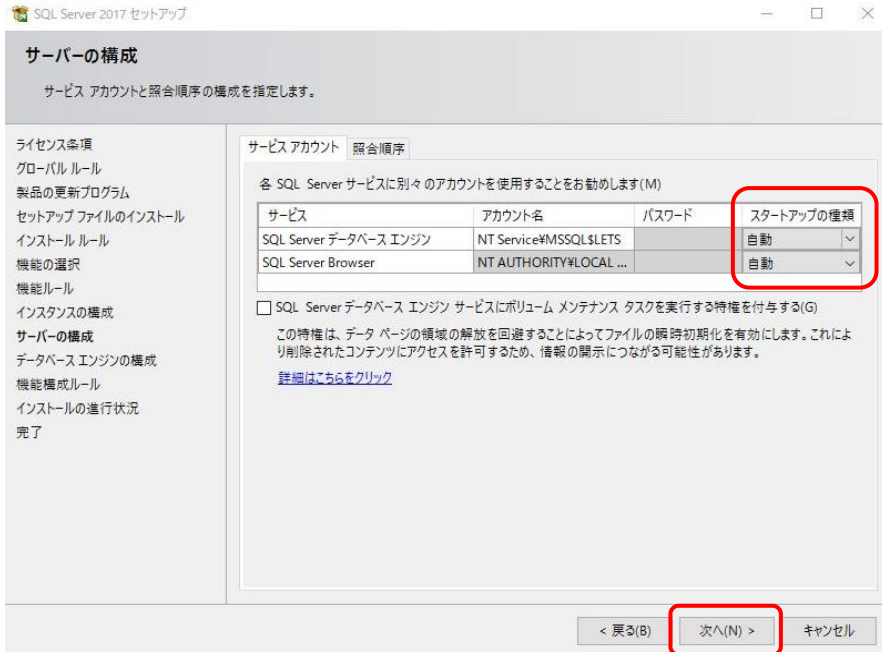 SQL Server 2017 セットアップ
サーバーの構成
サービス アカウントと照合順序の構成を指定します。
ライセンス条項
グローバル ルール
製品の更新プログラム
セットアップ ファイルのインストール
インストール ルール
機能の選択
機能ルール
インスタンスの構成
サーバーの構成
データベース エンジンの構成
機能構成ルール
インストールの進行状況
完了
サービス アカウント 照合順序
各 SQL Server サービスに別々のアカウントを使用することをお勧めします(M)
サービス アカウント名 パスワード スタートアップの種類
SQL Server データベース エンジン NT Service¥MSSQL$LETS 自動
SQL Server Browser NT AUTHORITY¥LOCAL ... 自動
SQL Server データベース エンジン サービスにボリューム メンテナンス タスクを実行する特権を付与する(G)
この特権は、データ ページの領域の解放を回避することによってファイルの瞬時初期化を有効にします。これによ
り削除されたコンテンツにアクセスを許可するため、情報の開示につながる可能性があります。
詳細はこちらをクリック
< 戻る(B) 次へ(N) > キャンセル